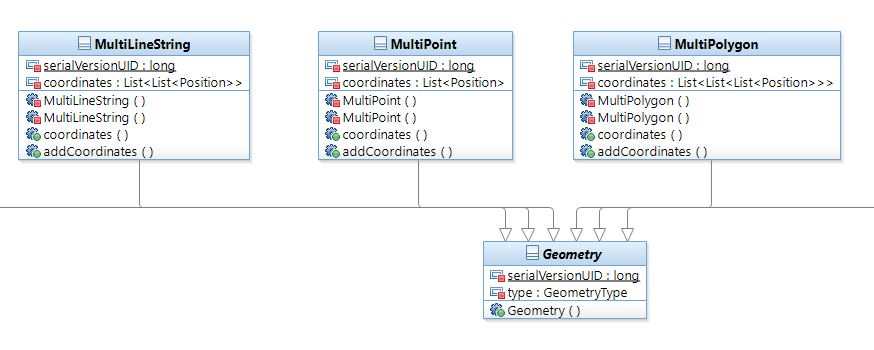 MultiLineString
serialVersionUID : long
coordinates : List<List<Position>>
MultiLineString ( )
MultiLineString ( )
coordinates ( )
addCoordinates ( )
MultiPoint
serialVersionUID : long
coordinates : List<Position>
MultiPoint ( )
MultiPoint ( )
coordinates ( )
addCoordinates ( )
MultiPolygon
serialVersionUID : long
coordinates : List<List<List<Position>>>
MultiPolygon ( )
MultiPolygon ( )
coordinates ( )
addCoordinates ( )
Geometry
serialVersionUID : long
type : GeometryType
Geometry ( )